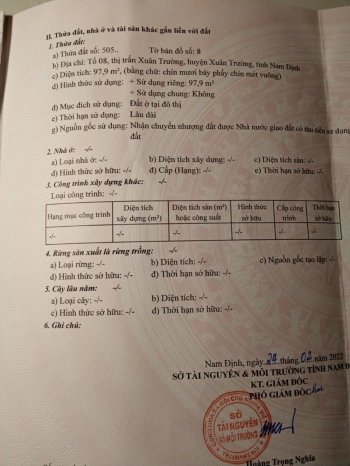 II. Thửa đất, nhà ở và tài sản khác gắn liền với đất
1. Thửa đất:
a) Thửa đất số: 505.. Tờ bản đồ số: 8
b) Địa chỉ: Tổ 08, thị trấn Xuân Trường, huyện Xuân Trường, tỉnh Nam Định
c) Diện tích: 97,9 m², (bằng chữ: chín mươi bảy phẩy chín mét vuông)
d) Hình thức sử dụng: + Sử dụng riêng: 97,9 m²
+ Sử dụng chung: Không
đ) Mục đích sử dụng: Đất ở tại đô thị
e) Thời hạn sử dụng: Lâu dài
g) Nguồn gốc sử dụng: Nhận chuyển nhượng đất được Nhà nước giao đất có thu tiền sử dụng
đất
2. Nhà ở: -/-
a) Loại nhà ở: -/- b) Diện tích xây dựng: -/- c) Diện tích sàn: -/-
d) Hình thức sở hữu: -/- đ) Cấp (Hạng): -/- e) Thời hạn sở hữu: -/-
3. Công trình xây dựng khác: -/-
Loại công trình: -/-
Hạng mục công trình Diện tích xây dựng (m²) Diện tích sàn (m²) hoặc công suất Hình thức sở hữu Cấp công trình Thời hạn sở hữu
-/- -/- -/- -/- -/- -/-
4. Rừng sản xuất là rừng trồng: -/-
a) Loại rừng: -/- b) Diện tích: -/- c) Nguồn gốc tạo lập: -/-
d) Hình thức sở hữu: -/- đ) Thời hạn sở hữu: -/-
5. Cây lâu năm: -/-
a) Loại cây: -/- b) Diện tích: -/-
c) Hình thức sở hữu: -/- d) Thời hạn sở hữu: -/-
6. Ghi chú:
Nam Định, ngày 24 tháng 02 năm 2022
SỞ TÀI NGUYÊN & MÔI TRƯỜNG TỈNH NAM
KT. GIÁM ĐỐC
PHÓ GIÁM ĐỐC
SỞ
TÀI NGUYÊN
VÀ MÔI TRƯỜNG
Hoàng Trọng Nghĩa